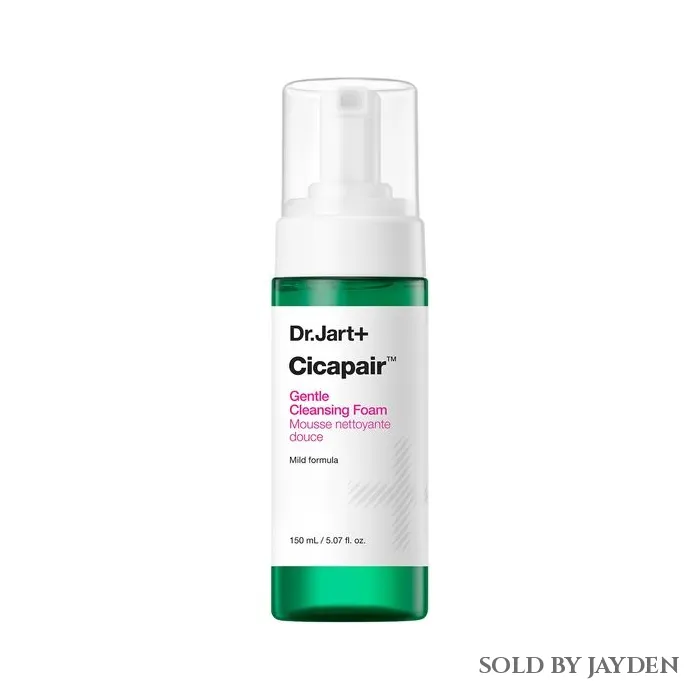 Dr.Jart+
Cicapair™
Gentle
Cleansing Foam
Mousse nettoyante
douce
Mild formula
150 mL / 5.07 fl. oz.
SOLD BY JAYDEN